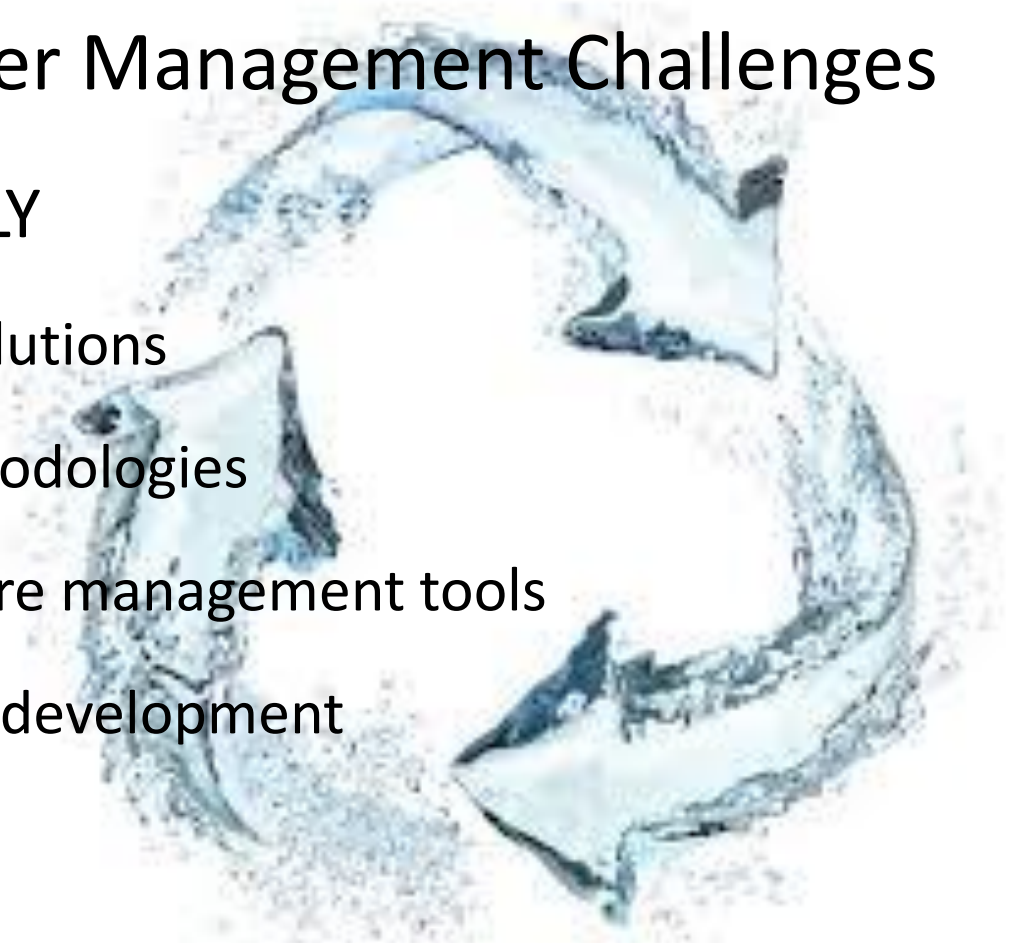 er Management Challenges
LY
lutions
odologies
re management tools
development